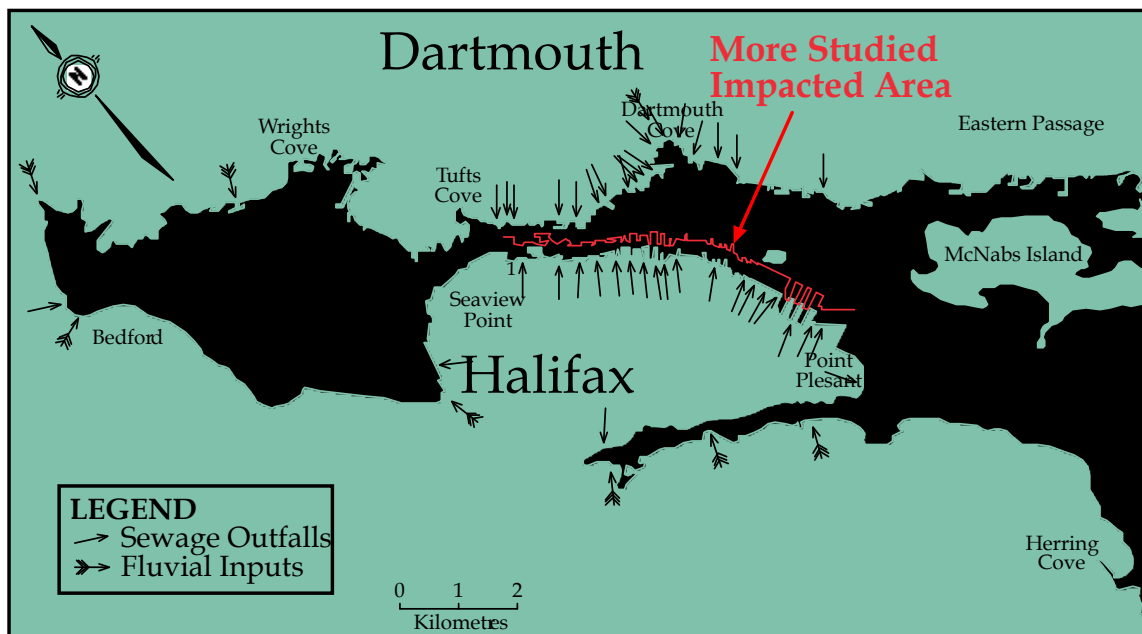 N
Dartmouth
More Studied
Impacted Area
Wrights
Cove
Dartmouth
Cove
Eastern Passage
Tufts
Cove
McNabs Island
1
Seaview
Point
Bedford
Halifax
Point
Plesant
LEGEND
Sewage Outfalls
Fluvial Inputs
Herring
Cove
0 1 2
Kilometres